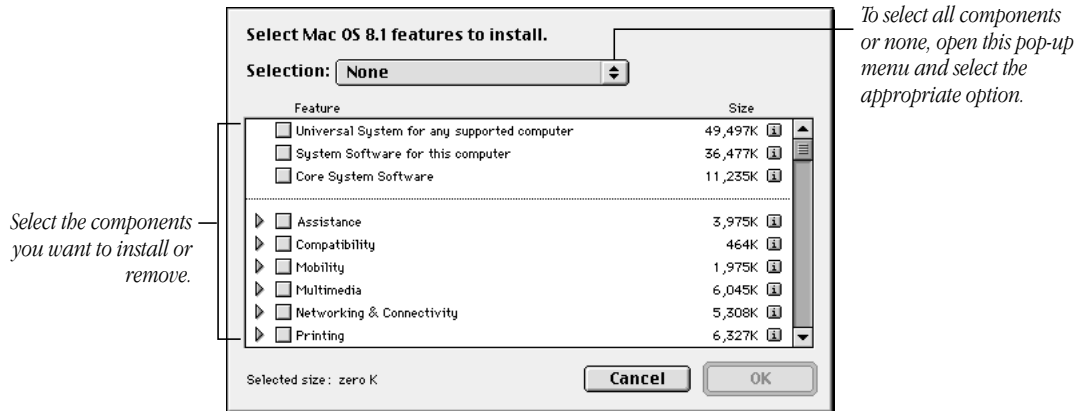 Select Mac OS 8.1 features to install.
Selection: None
Feature Size
Universal System for any supported computer 49,497K
System Software for this computer 36,477K
Core System Software 11,235K
Assistance 3,975K
Compatibility 464K
Mobility 1,975K
Multimedia 6,045K
Networking & Connectivity 5,308K
Printing 6,327K
Selected size: zero K
Cancel
OK
To select all components
or none, open this pop-up
menu and select the
appropriate option.
Select the components
you want to install or
remove.